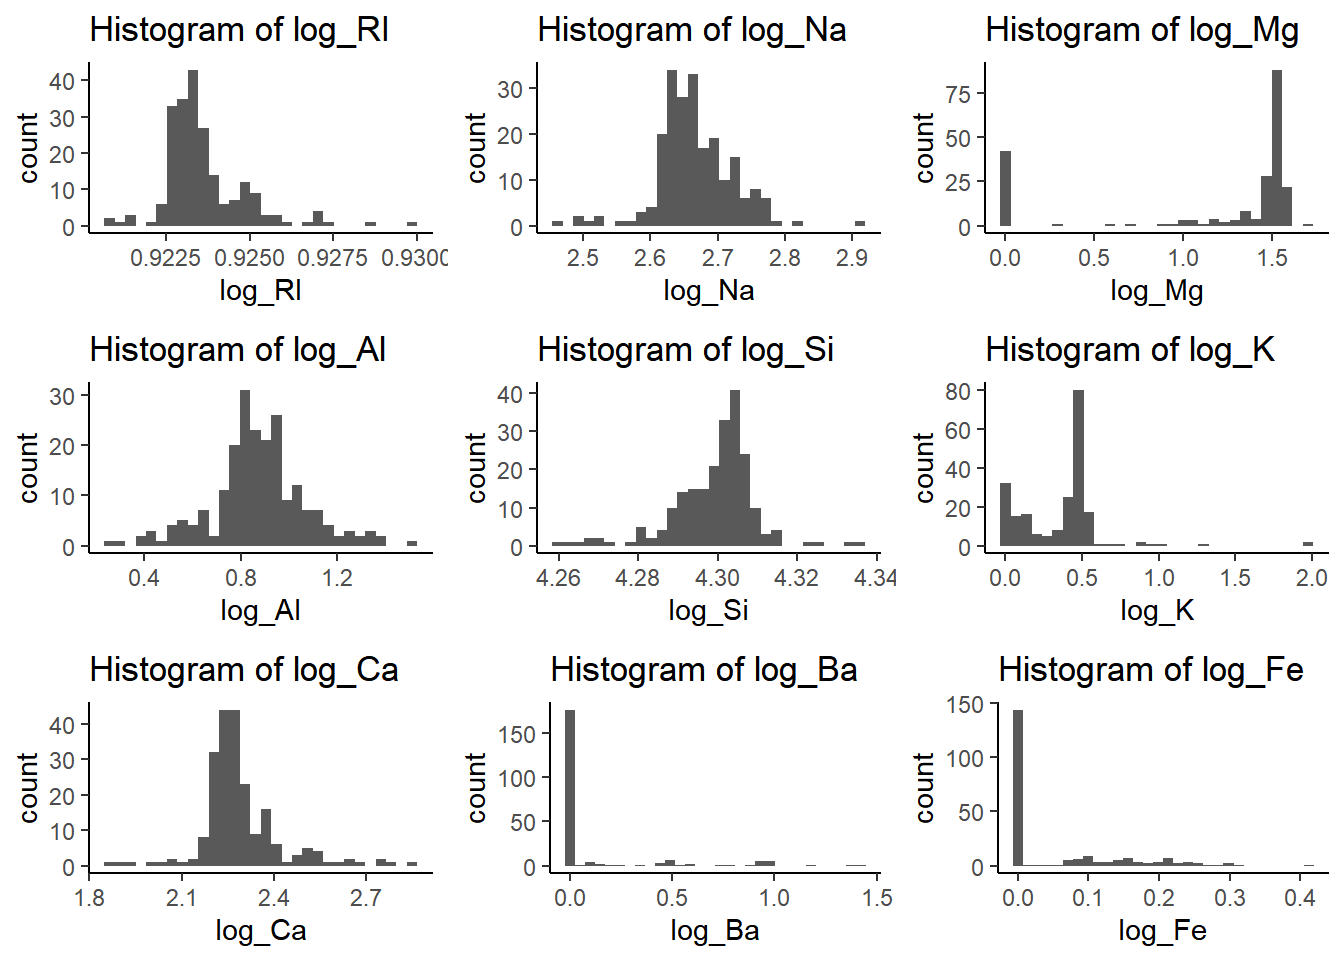 Histogram of log_RI
count
40
30
20
10
0
0.9225 0.9250 0.9275 0.9300
log_RI
Histogram of log_Na
count
30
20
10
0
2.5 2.6 2.7 2.8 2.9
log_Na
Histogram of log_Mg
count
75
50
25
0
0.0 0.5 1.0 1.5
log_Mg
Histogram of log_Al
count
30
20
10
0
0.4 0.8 1.2
log_Al
Histogram of log_Si
count
40
30
20
10
0
4.26 4.28 4.30 4.32 4.34
log_Si
Histogram of log_K
count
80
60
40
20
0
0.0 0.5 1.0 1.5 2.0
log_K
Histogram of log_Ca
count
40
30
20
10
0
1.8 2.1 2.4 2.7
log_Ca
Histogram of log_Ba
count
150
100
50
0
0.0 0.5 1.0 1.5
log_Ba
Histogram of log_Fe
count
150
100
50
0
0.0 0.1 0.2 0.3 0.4
log_Fe